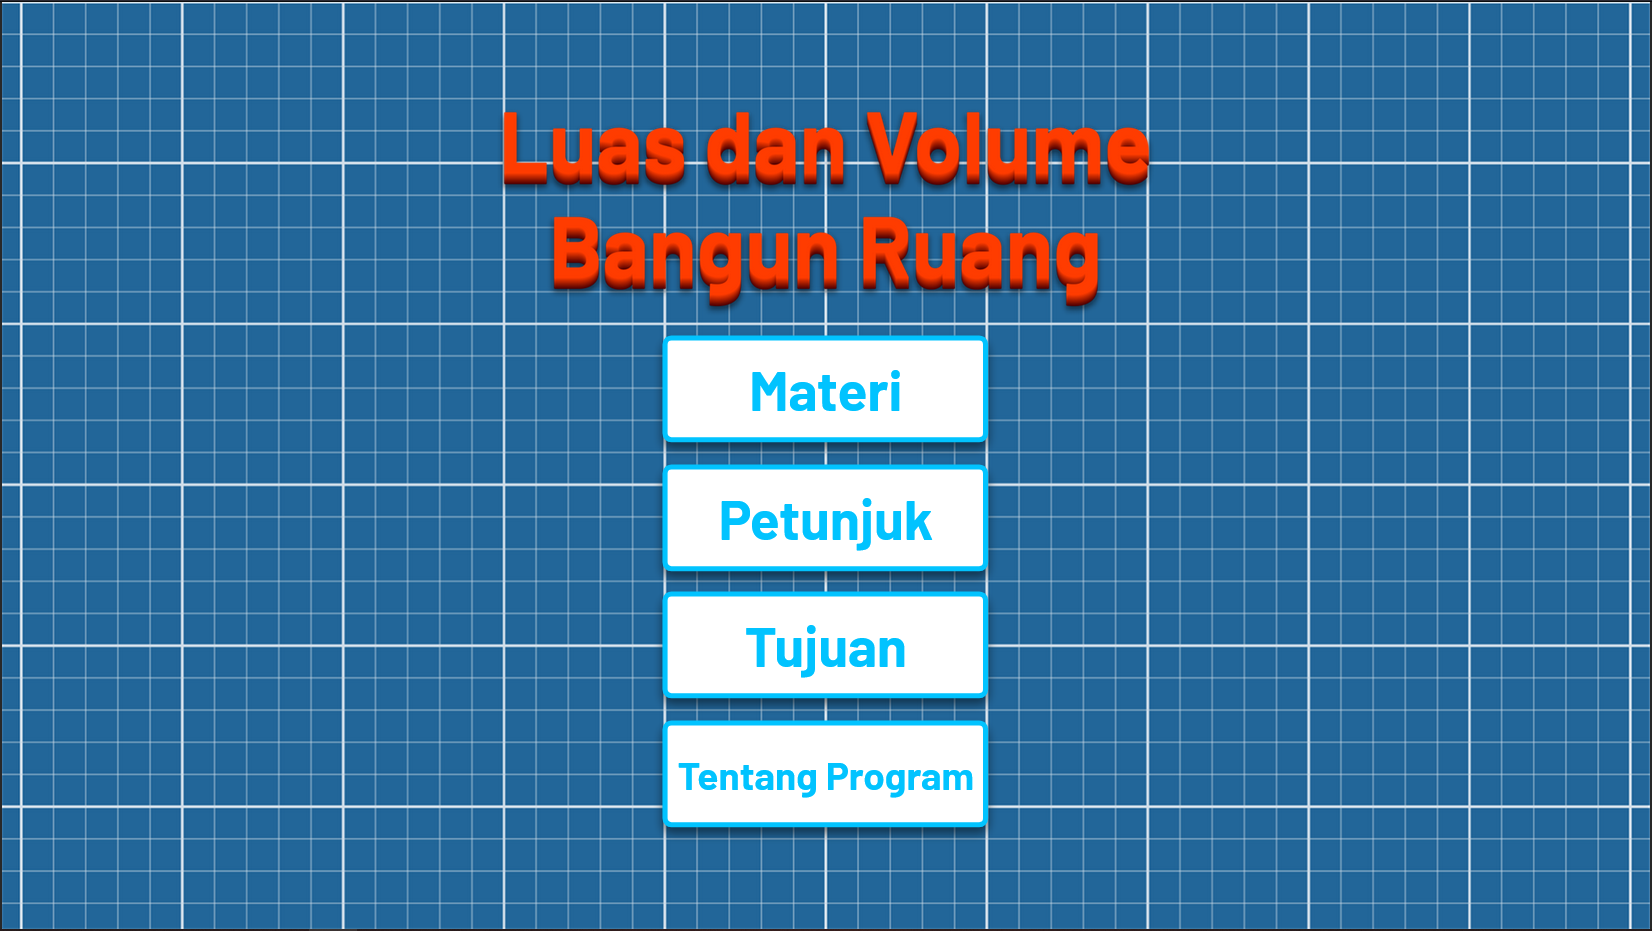 Luas dan Volume
Bangun Ruang
Materi
Petunjuk
Tujuan
Tentang Program